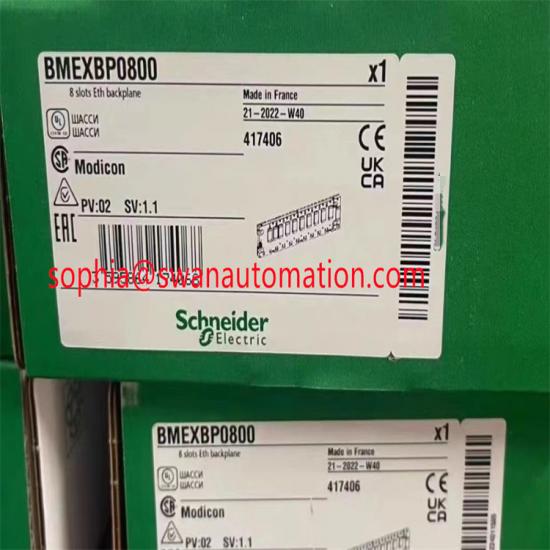 BMEXBP0800 x1
8 slots Eth backplane
Made in France
21-2022-W40
ШАССИ
ШАССИ
417406
CE
UK
CA
Modicon
PV:02 SV:1.1
EAC
sophia@swanautomation.com
Schneider
Electric
BMEXBP0800 x1
8 slots Eth backplane
Made in France
21-2022-W40
ШАССИ
ШАССИ
417406
CE
UK
CA
Modicon
PV:02 SV:1.1